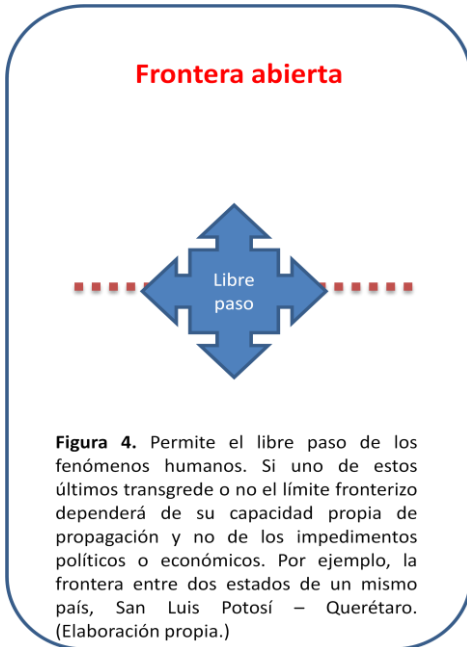 Frontera abierta
Libre
paso
Figura 4. Permite el libre paso de los
fenómenos humanos. Si uno de estos
últimos transgrede o no el límite fronterizo
dependerá de su capacidad propia de
propagación y no de los impedimentos
políticos o económicos. Por ejemplo, la
frontera entre dos estados de un mismo
país, San Luis Potosí – Querétaro.
(Elaboración propia.)